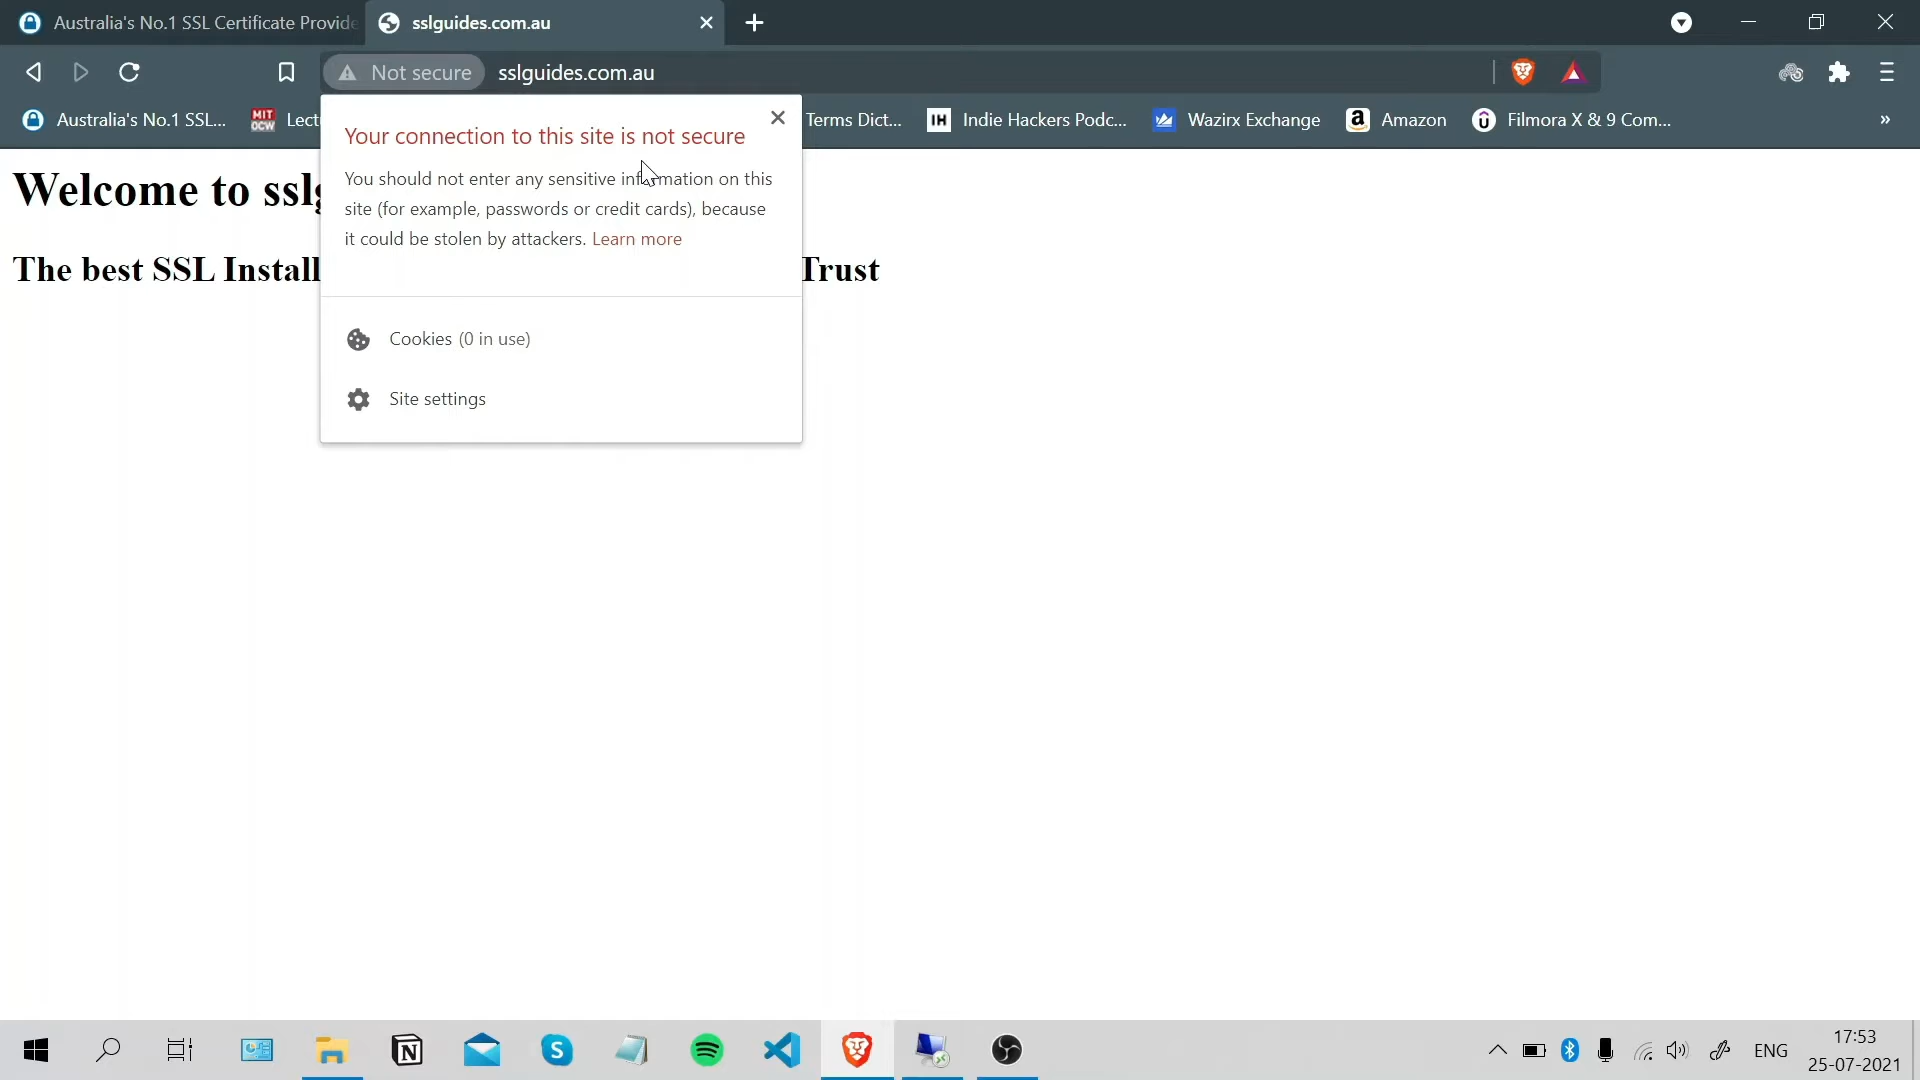 Australia's No.1 SSL Certificate Provide
sslguides.com.au
Not secure
sslguides.com.au
Australia's No.1 SSL...
MIT OCW
Lect
Terms Dict...
IH
Indie Hackers Podc...
Wazirx Exchange
a
Amazon
Filmora X & 9 Com...
»
Your connection to this site is not secure
You should not enter any sensitive information on this
site (for example, passwords or credit cards), because
it could be stolen by attackers. Learn more
Cookies (0 in use)
Site settings
Welcome to sslg
The best SSL Install
Trust
ENG
17:53
25-07-2021